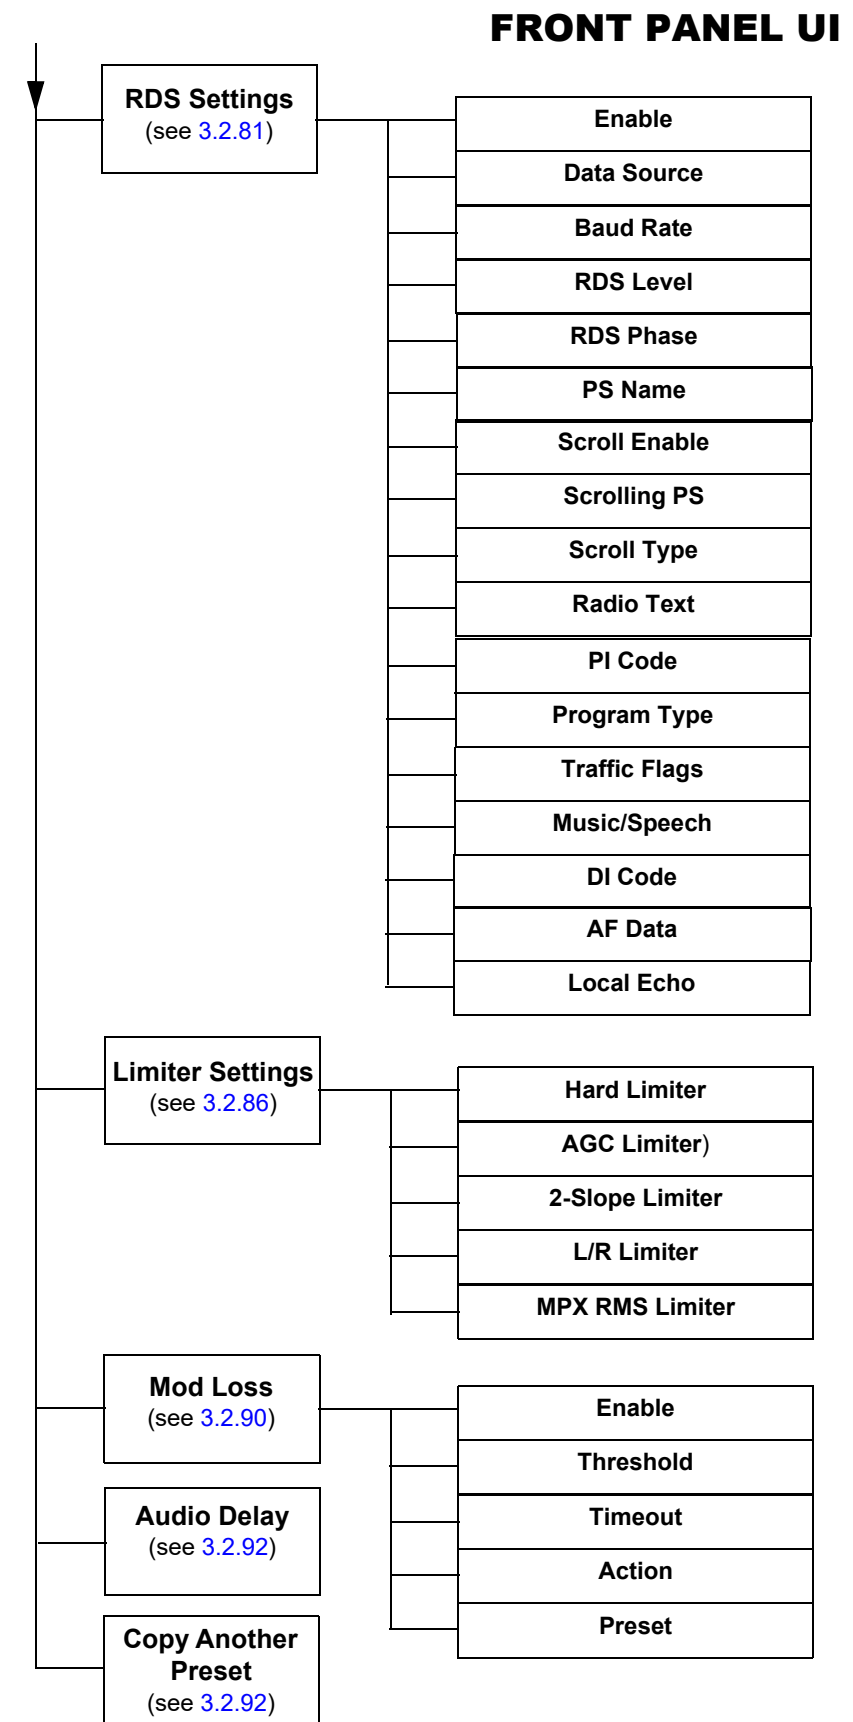 FRONT PANEL UI
RDS Settings
(see 3.2.81)
Enable
Data Source
Baud Rate
RDS Level
RDS Phase
PS Name
Scroll Enable
Scrolling PS
Scroll Type
Radio Text
PI Code
Program Type
Traffic Flags
Music/Speech
DI Code
AF Data
Local Echo
Limiter Settings
(see 3.2.86)
Hard Limiter
AGC Limiter)
2-Slope Limiter
L/R Limiter
MPX RMS Limiter
Mod Loss
(see 3.2.90)
Enable
Threshold
Timeout
Action
Preset
Audio Delay
(see 3.2.92)
Copy Another
Preset
(see 3.2.92)